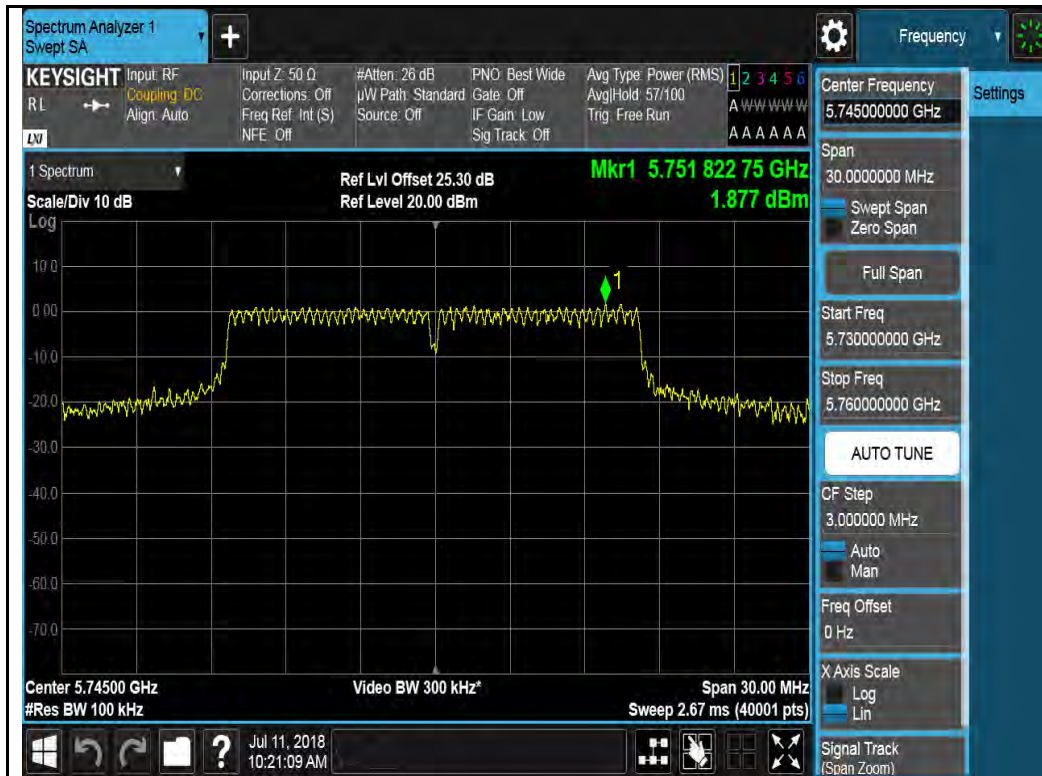 Spectrum Analyzer 1
Swept SA
+
Frequency
KEYSIGHT
RL
LXI
Input: RF
Coupling: DC
Align: Auto
Input Z: 50 Ω
Corrections: Off
Freq Ref: Int (S)
NFE: Off
#Atten: 26 dB
µW Path: Standard
Source: Off
PNO: Best Wide
Gate: Off
IF Gain: Low
Sig Track: Off
Avg Type: Power (RMS)
Avg|Hold: 57/100
Trig: Free Run
1 2 3 4 5 6
A W W W W W
A A A A A A
1 Spectrum
Scale/Div 10 dB
Log
Ref Lvl Offset 25.30 dB
Ref Level 20.00 dBm
Mkr1 5.751 822 75 GHz
1.877 dBm
1
10.0
0.00
-10.0
-20.0
-30.0
-40.0
-50.0
-60.0
-70.0
Center 5.74500 GHz
#Res BW 100 kHz
Video BW 300 kHz*
Span 30.00 MHz
Sweep 2.67 ms (40001 pts)
?
Jul 11, 2018
10:21:09 AM
Center Frequency
5.745000000 GHz
Span
30.0000000 MHz
Swept Span
Zero Span
Full Span
Start Freq
5.730000000 GHz
Stop Freq
5.760000000 GHz
AUTO TUNE
CF Step
3.000000 MHz
Auto
Man
Freq Offset
0 Hz
X Axis Scale
Log
Lin
Signal Track
(Span Zoom)
Settings